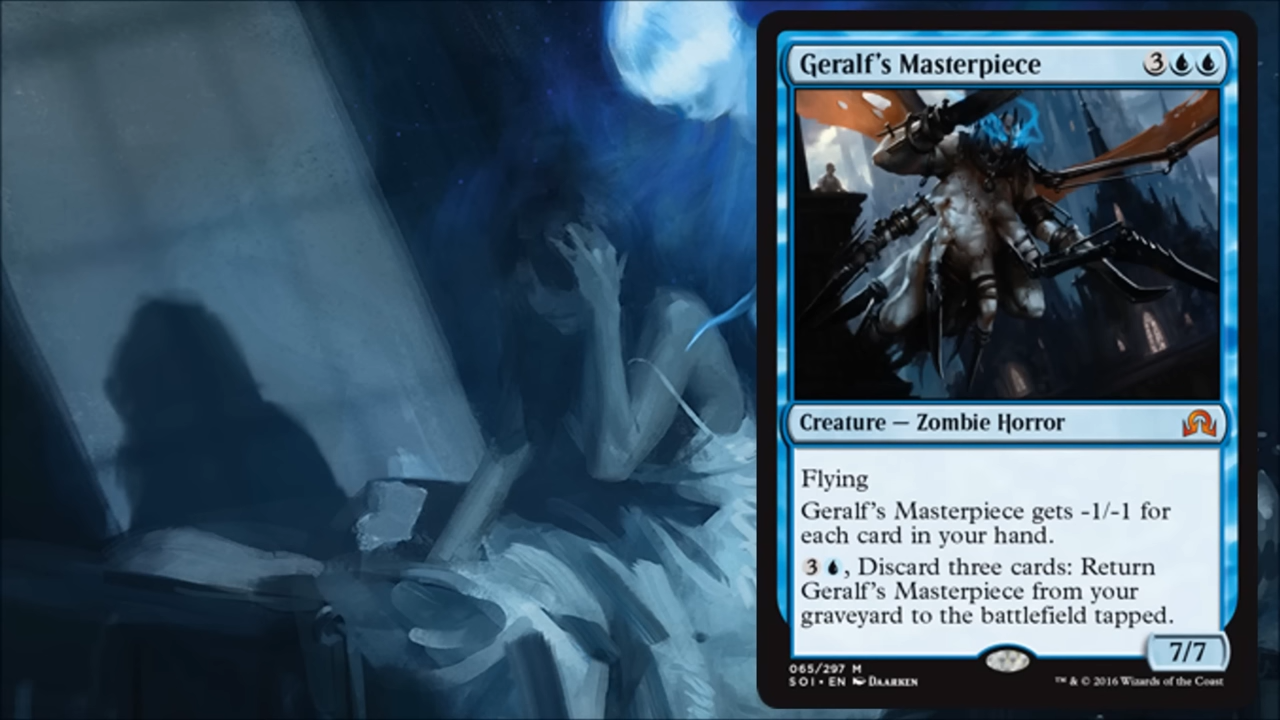 Geralf's Masterpiece 3
Creature — Zombie Horror
Flying
Geralf's Masterpiece gets -1/-1 for
each card in your hand.
3, Discard three cards: Return
Geralf's Masterpiece from your
graveyard to the battlefield tapped.
7/7
065/297 M
SOI • EN DAARKEN
™ & © 2016 Wizards of the Coast